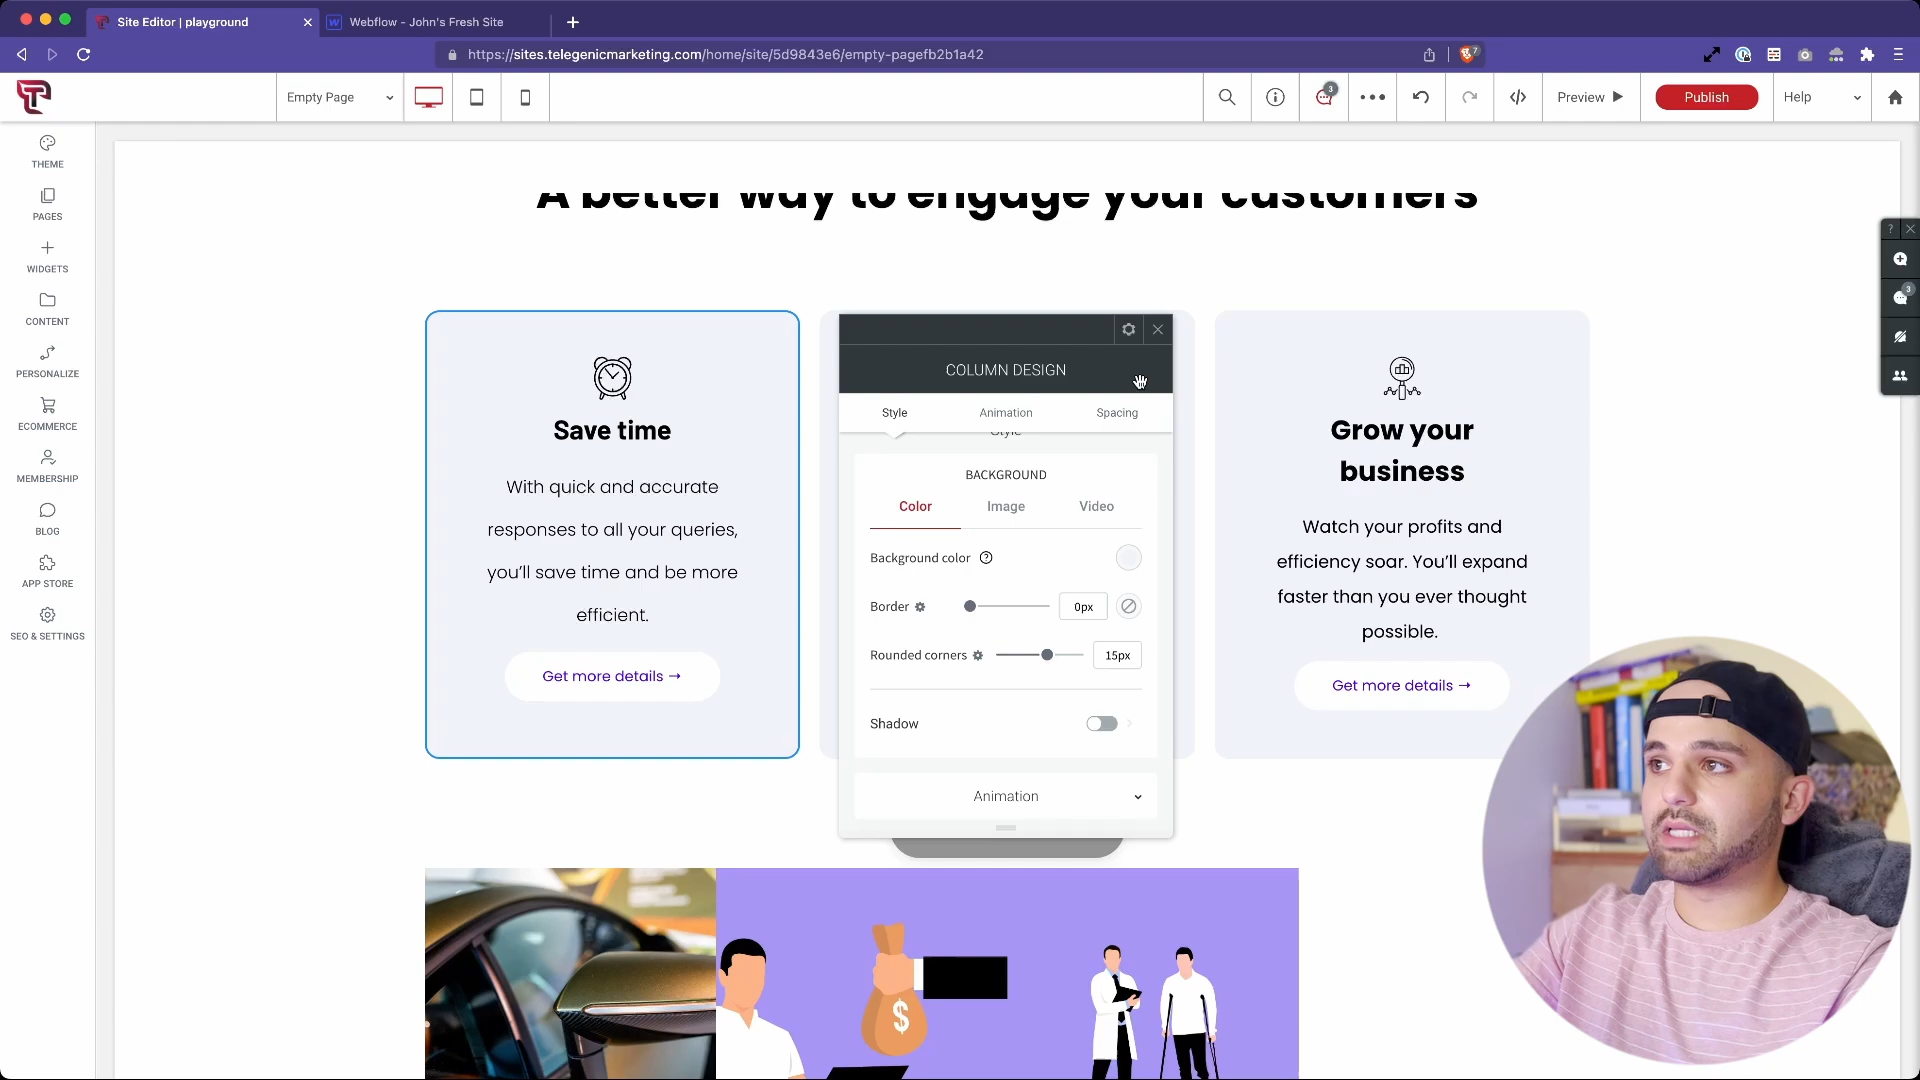 Site Editor | playground
Webflow - John's Fresh Site
https://sites.telegenicmarketing.com/home/site/5d9843e6/empty-pagefb2b1a42
7
Empty Page
3
Preview
Publish
Help
THEME
PAGES
WIDGETS
CONTENT
PERSONALIZE
ECOMMERCE
MEMBERSHIP
BLOG
APP STORE
SEO & SETTINGS
A better way to engage your customers
?
3
Save time
With quick and accurate
responses to all your queries,
you'll save time and be more
efficient.
Get more details →
COLUMN DESIGN
Style
Animation
Spacing
Style
BACKGROUND
Color
Image
Video
Background color ?
Border
0px
Rounded corners
15px
Shadow
Animation
Grow your
business
Watch your profits and
efficiency soar. You'll expand
faster than you ever thought
possible.
Get more details →
$